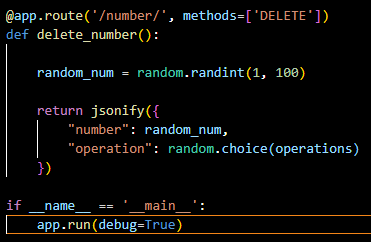 @app.route('/number/', methods=['DELETE'])
def delete_number():
    random_num = random.randint(1, 100)
    return jsonify({
        "number": random_num,
        "operation": random.choice(operations)
    })
if __name__ == '__main__':
    app.run(debug=True)